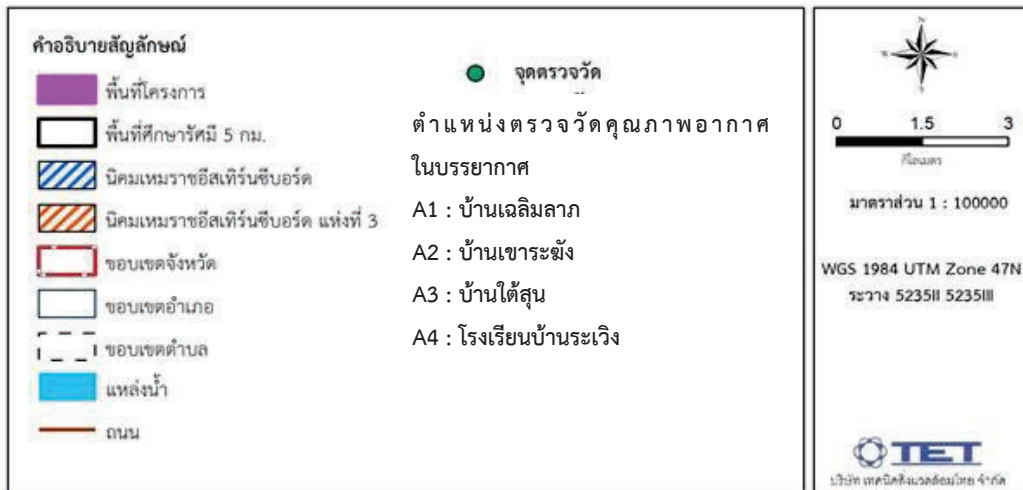 คำอธิบายสัญลักษณ์
พื้นที่โครงการ
พื้นที่ศึกษารัศมี 5 กม.
นิคมเหมราชอีสเทิร์นซีบอร์ด
นิคมเหมราชอีสเทิร์นซีบอร์ด แห่งที่ 3
ขอบเขตจังหวัด
ขอบเขตอำเภอ
ขอบเขตตำบล
แหล่งน้ำ
ถนน
จุดตรวจวัด
ตำแหน่งตรวจวัดคุณภาพอากาศ
ในบรรยากาศ
A1 : บ้านเฉลิมลาภ
A2 : บ้านเขาระฆัง
A3 : บ้านใต้สุน
A4 : โรงเรียนบ้านระเวิง
N
0 1.5 3
กิโลเมตร
มาตราส่วน 1 : 100000
WGS 1984 UTM Zone 47N
ระวาง 5235II 5235III
TET
บริษัท เทคนิคสิ่งแวดล้อมไทย จำกัด